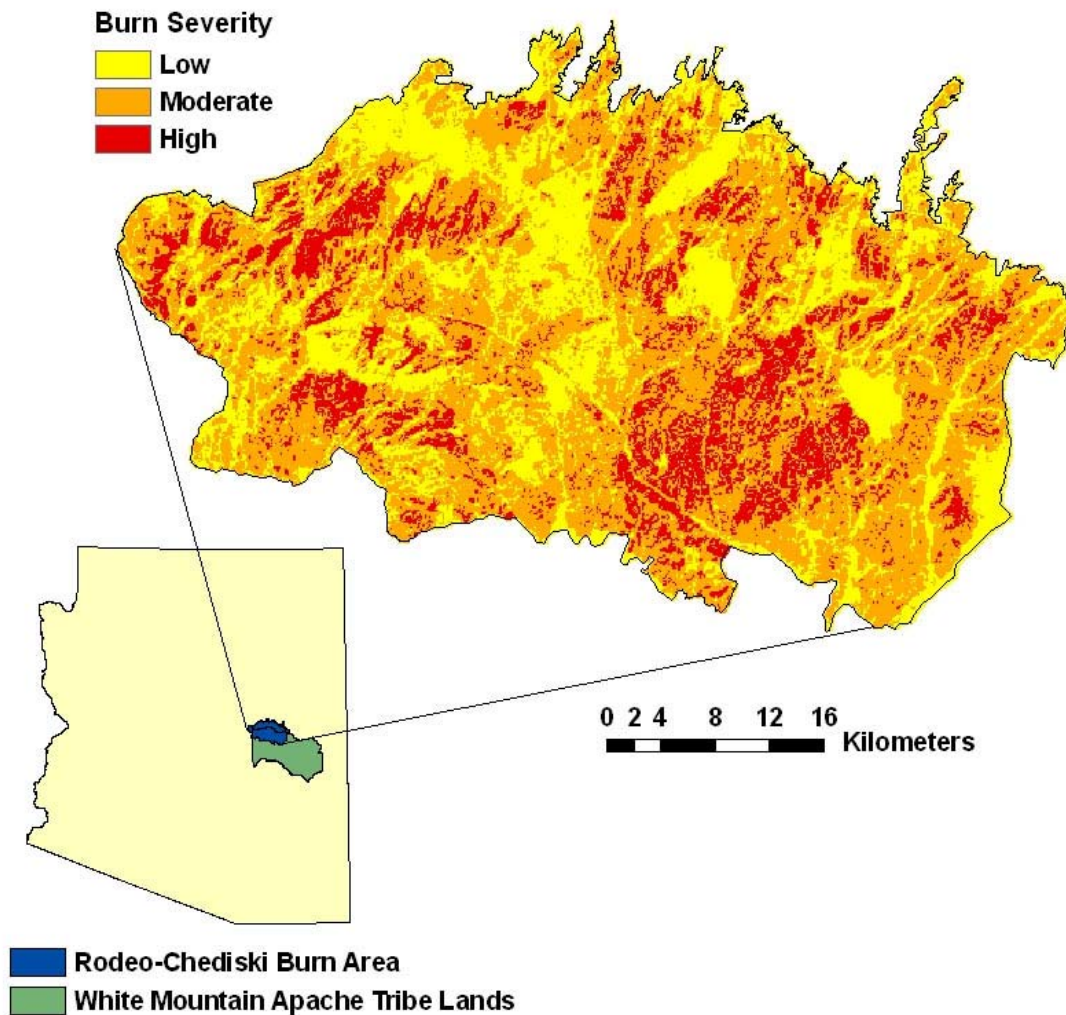 Burn Severity
Low
Moderate
High
0 2 4 8 12 16
Kilometers
Rodeo-Chediski Burn Area
White Mountain Apache Tribe Lands